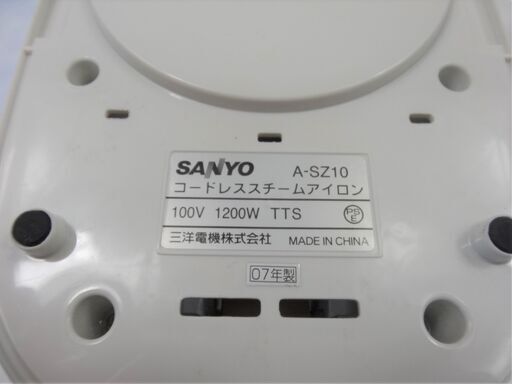 SANYO A-SZ10
コードレススチームアイロン
100V 1200W TTS PSE
三洋電機株式会社 MADE IN CHINA
07年製